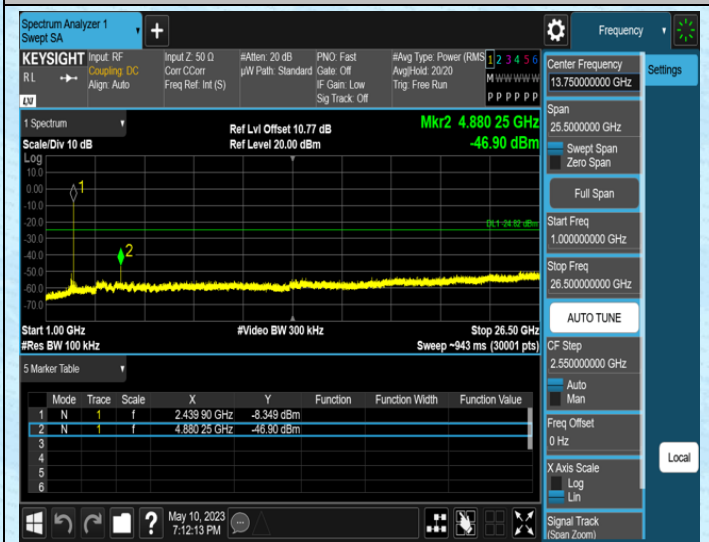 Spectrum Analyzer 1
Swept SA
+
Frequency
KEYSIGHT
RL
LXI
Input: RF
Coupling: DC
Align: Auto
Input Z: 50 Ω
Corr CCorr
Freq Ref: Int (S)
#Atten: 20 dB
µW Path: Standard
PNO: Fast
Gate: Off
IF Gain: Low
Sig Track: Off
#Avg Type: Power (RMS
Avg|Hold: 20/20
Trig: Free Run
1 2 3 4 5 6
M W W W W W
P P P P P P
Center Frequency
13.75000000 GHz
Settings
Span
25.5000000 GHz
Swept Span
Zero Span
Full Span
Start Freq
1.000000000 GHz
Stop Freq
26.500000000 GHz
AUTO TUNE
CF Step
2.550000000 GHz
Auto
Man
Freq Offset
0 Hz
X Axis Scale
Log
Lin
Signal Track
(Span Zoom)
Local
1 Spectrum
Scale/Div 10 dB
Ref Lvl Offset 10.77 dB
Ref Level 20.00 dBm
Mkr2 4.880 25 GHz
-46.90 dBm
Log
10.0
0.00
-10.0
-20.0
-30.0
-40.0
-50.0
-60.0
-70.0
1
2
DL1 -24.82 dBm
Start 1.00 GHz
#Res BW 100 kHz
#Video BW 300 kHz
Stop 26.50 GHz
Sweep ~943 ms (30001 pts)
5 Marker Table
Mode Trace Scale X Y Function Function Width Function Value
1 N 1 f 2.439 90 GHz -8.349 dBm
2 N 1 f 4.880 25 GHz -46.90 dBm
3
4
5
6
?
May 10, 2023
7:12:13 PM